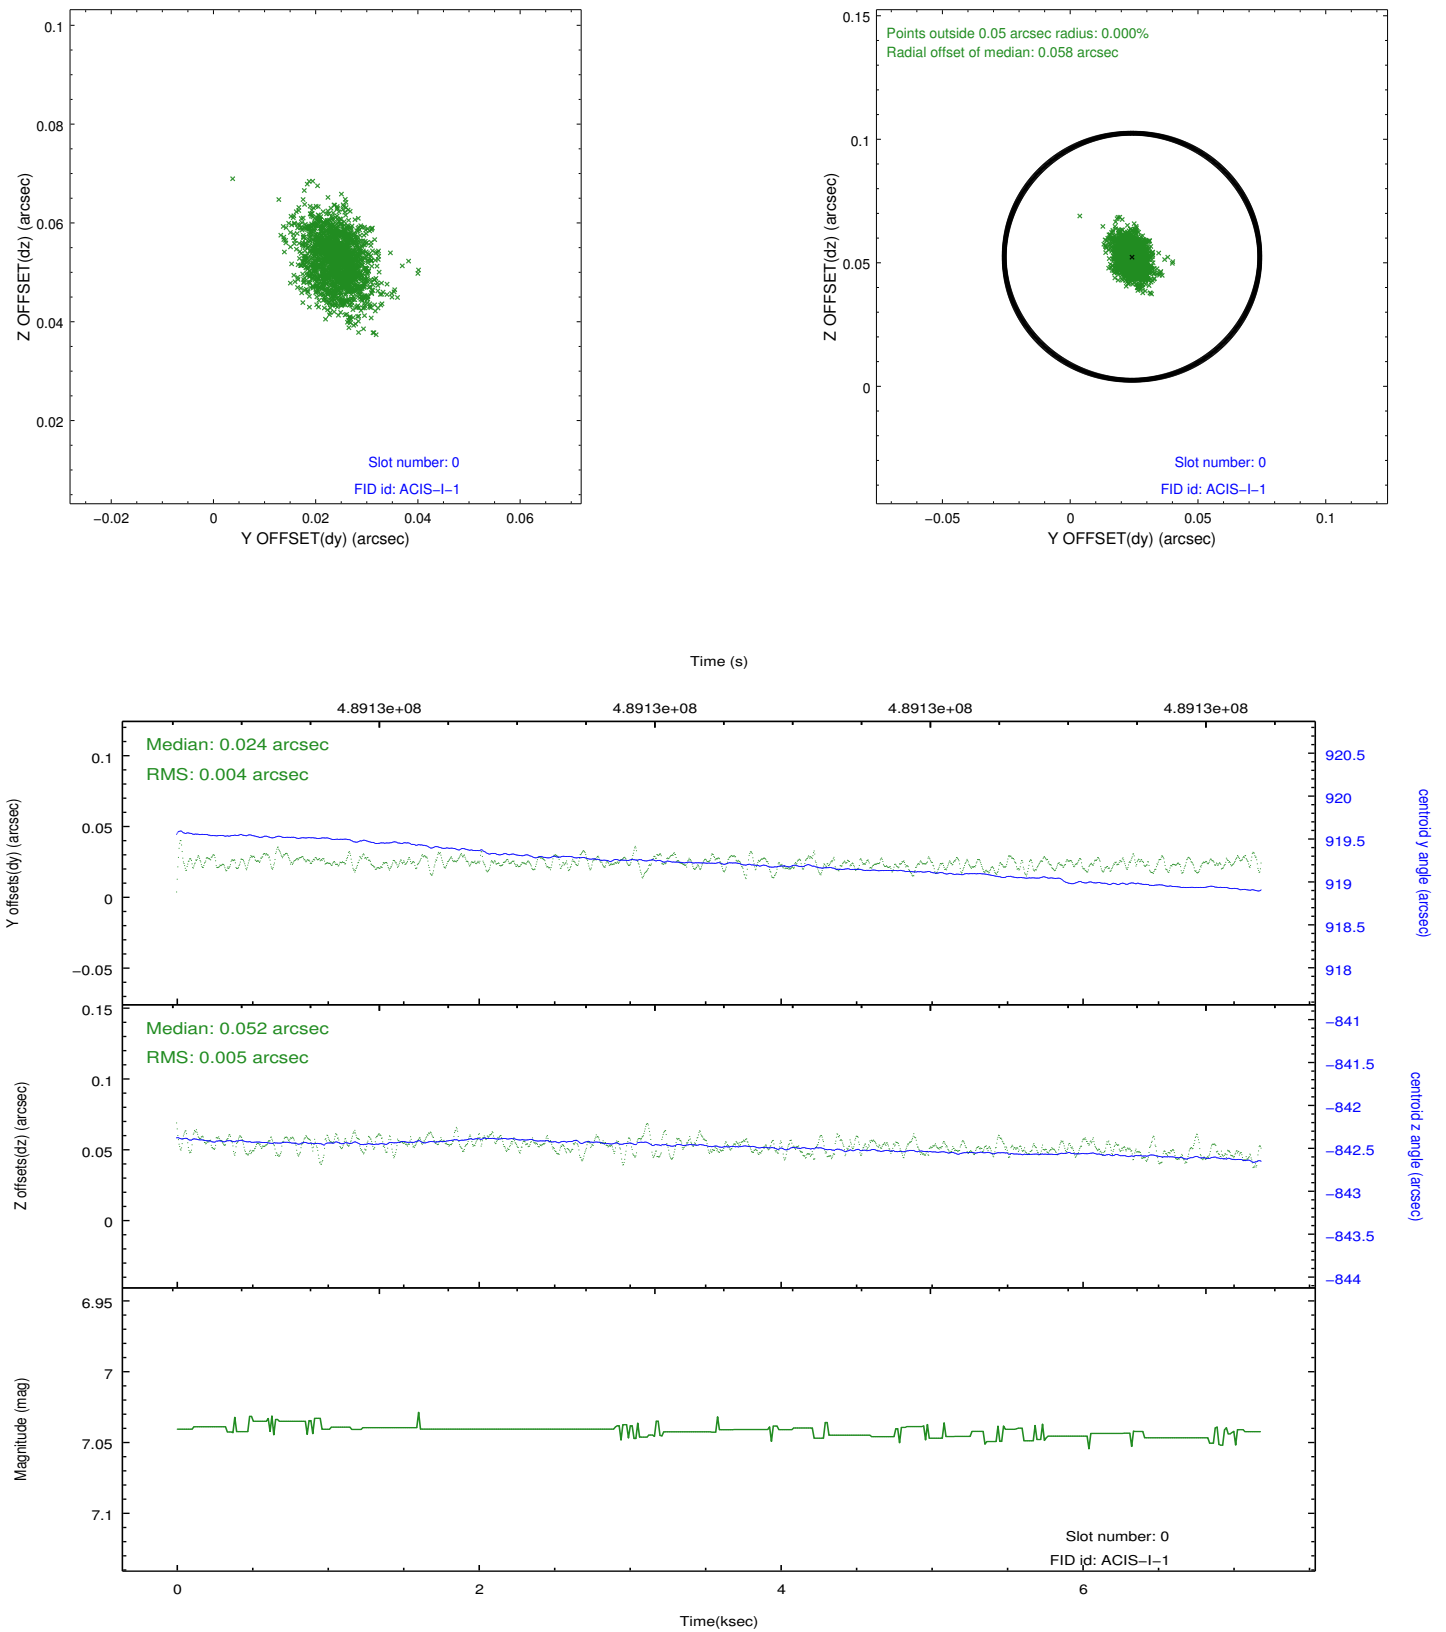 0.1
0.08
0.06
0.04
0.02
Z OFFSET(dz) (arcsec)
Slot number: 0
FID id: ACIS−I−1
−0.02
0
0.02
0.04
0.06
Y OFFSET(dy) (arcsec)
0.15
0.1
0.05
0
Z OFFSET(dz) (arcsec)
Points outside 0.05 arcsec radius: 0.000%
Radial offset of median: 0.058 arcsec
Slot number: 0
FID id: ACIS−I−1
−0.05
0
0.05
0.1
Y OFFSET(dy) (arcsec)
Time (s)
4.8913e+08
4.8913e+08
4.8913e+08
4.8913e+08
Median: 0.024 arcsec
RMS: 0.004 arcsec
0.1
0.05
0
−0.05
Y offsets(dy) (arcsec)
920.5
920
919.5
919
918.5
918
centroid y angle (arcsec)
Median: 0.052 arcsec
RMS: 0.005 arcsec
0.15
0.1
0.05
0
Z offsets(dz) (arcsec)
−841
−841.5
−842
−842.5
−843
−843.5
−844
centroid z angle (arcsec)
6.95
7
7.05
7.1
Magnitude (mag)
Slot number: 0
FID id: ACIS−I−1
0
2
4
6
Time(ksec)